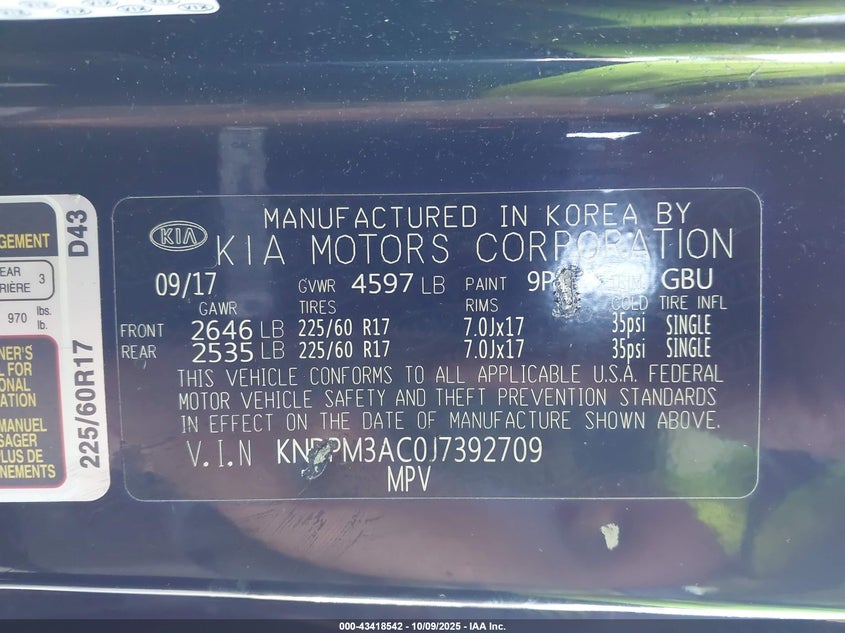 GEMENT
EAR
RIÈRE 3
970 lbs.
lb.
NER'S
L FOR
ONAL
ATION
MANUEL
SAGER
PLUS DE
NEMENTS
D43
225/60R17
KIA
MANUFACTURED IN KOREA BY
KIA MOTORS CORPORATION
09/17 GVWR 4597 LB PAINT GBU
GAWR TIRES RIMS COLD TIRE INFL
FRONT 2646 LB 225/60 R17 7.0Jx17 35psi SINGLE
REAR 2535 LB 225/60 R17 7.0Jx17 35psi SINGLE
THIS VEHICLE CONFORMS TO ALL APPLICABLE U.S.A. FEDERAL
MOTOR VEHICLE SAFETY AND THEFT PREVENTION STANDARDS
IN EFFECT ON THE DATE OF MANUFACTURE SHOWN ABOVE.
V.I.N KNDPM3AC0J7392709
MPV
000-43418542 - 10/09/2025 - IAA Inc.